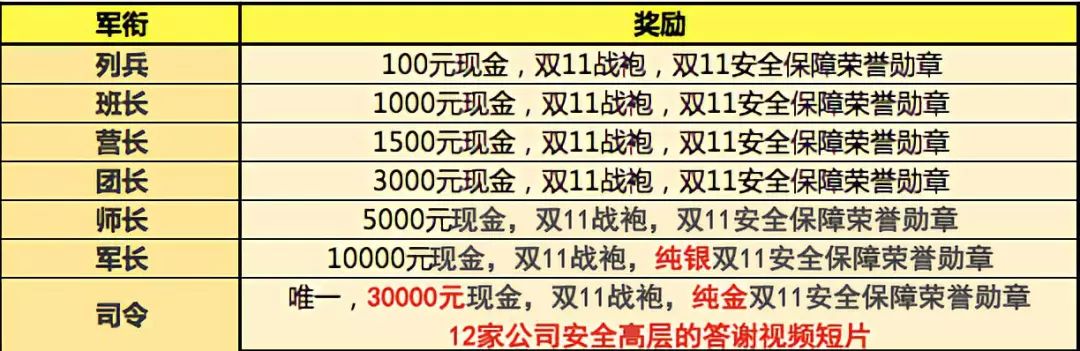 军衔 奖励
列兵 100元现金，双11战袍，双11安全保障荣誉勋章
班长 1000元现金，双11战袍，双11安全保障荣誉勋章
营长 1500元现金，双11战袍，双11安全保障荣誉勋章
团长 3000元现金，双11战袍，双11安全保障荣誉勋章
师长 5000元现金，双11战袍，双11安全保障荣誉勋章
军长 10000元现金，双11战袍，纯银双11安全保障荣誉勋章
司令 唯一，30000元现金，双11战袍，纯金双11安全保障荣誉勋章
12家公司安全高层的答谢视频短片